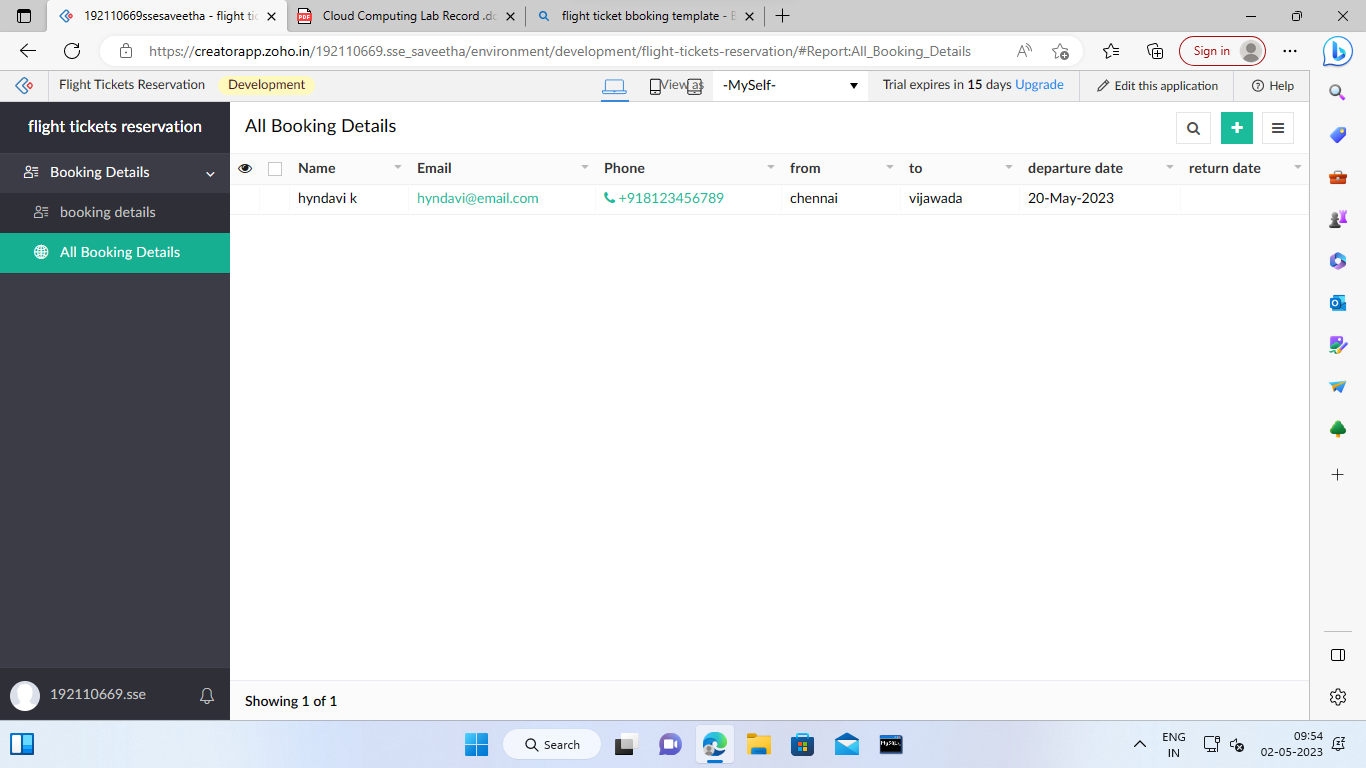 192110669ssesaveetha - flight tic
Cloud Computing Lab Record .dc
flight ticket bboking template - B
https://creatorapp.zoho.in/192110669.sse_saveetha/environment/development/flight-tickets-reservation/#Report:All_Booking_Details
Sign in
Flight Tickets Reservation
Development
View as
-MySelf-
Trial expires in 15 days Upgrade
Edit this application
Help
flight tickets reservation
All Booking Details
Booking Details
booking details
All Booking Details
Name Email Phone from to departure date return date
hyndavi k hyndavi@email.com +918123456789 chennai vijawada 20-May-2023
192110669.sse
Showing 1 of 1
Search
MySQL
ENG
IN
09:54
02-05-2023